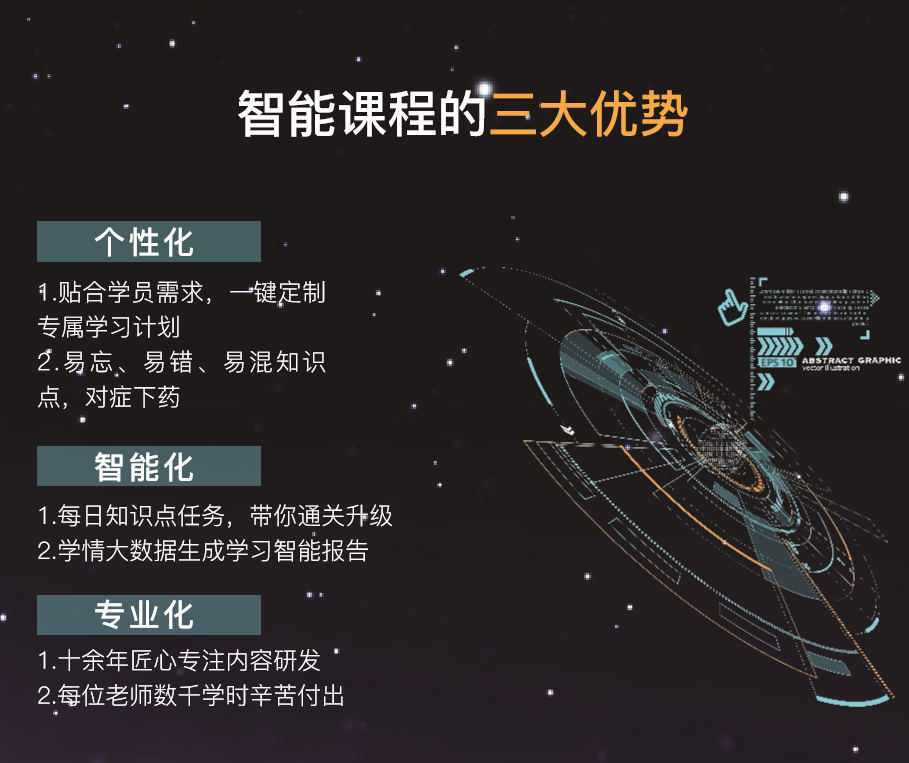 智能课程的三大优势
个性化
1.贴合学员需求，一键定制
专属学习计划
2.易忘、易错、易混知识
点，对症下药
智能化
1.每日知识点任务，带你通关升级
2.学情大数据生成学习智能报告
专业化
1.十余年匠心专注内容研发
2.每位老师数千学时辛苦付出
EPS 10
ABSTRACT GRAPHIC
vector illustration